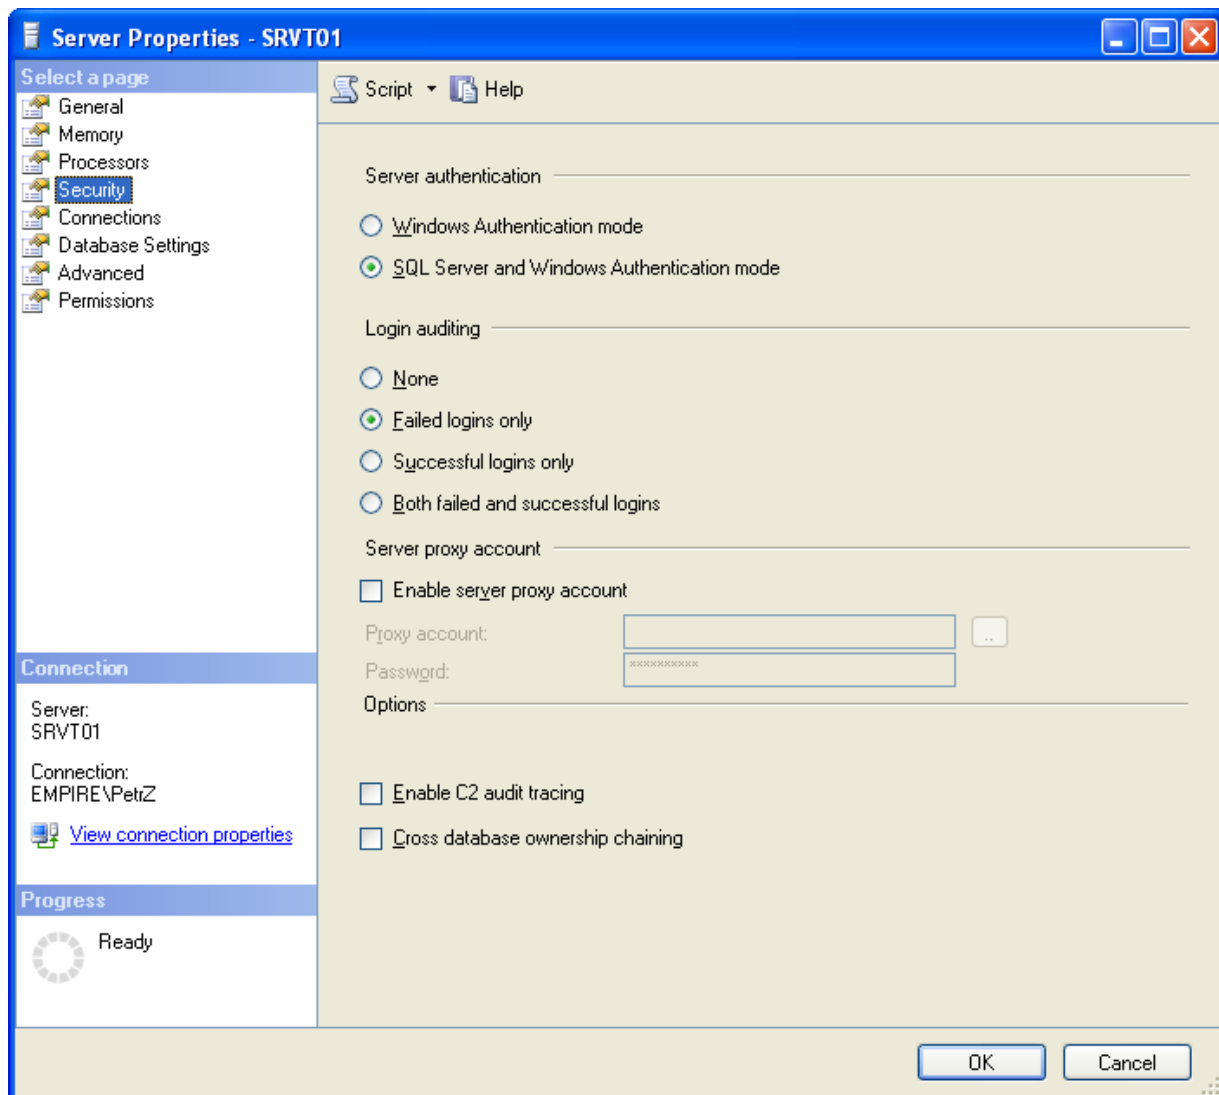 Server Properties - SRVT01
Select a page
General
Memory
Processors
Security
Connections
Database Settings
Advanced
Permissions
Script Help
Server authentication
Windows Authentication mode
SQL Server and Windows Authentication mode
Login auditing
None
Failed logins only
Successful logins only
Both failed and successful logins
Server proxy account
Enable server proxy account
Proxy account:
..
Password: **********
Options
Enable C2 audit tracing
Cross database ownership chaining
Connection
Server:
SRVT01
Connection:
EMPIRE\PetrZ
View connection properties
Progress
Ready
OK Cancel